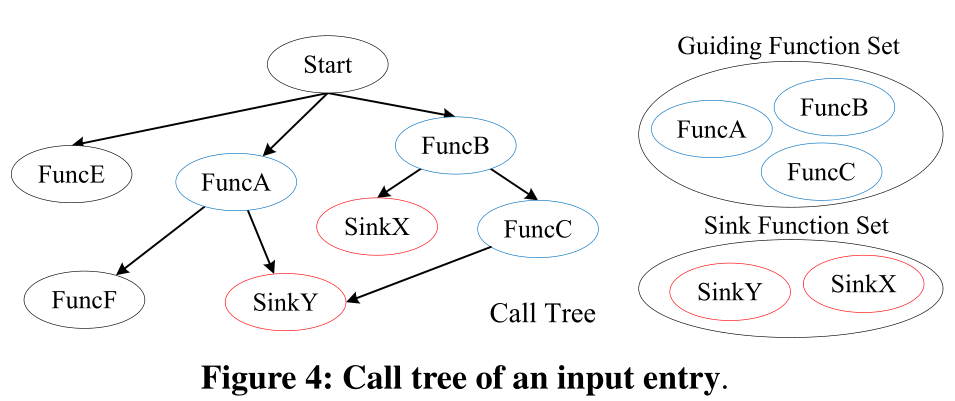 Start
FuncE
FuncA
FuncB
SinkX
FuncC
FuncF
SinkY
Call Tree
Guiding Function Set
FuncA
FuncB
FuncC
Sink Function Set
SinkY
SinkX
Figure 4: Call tree of an input entry.